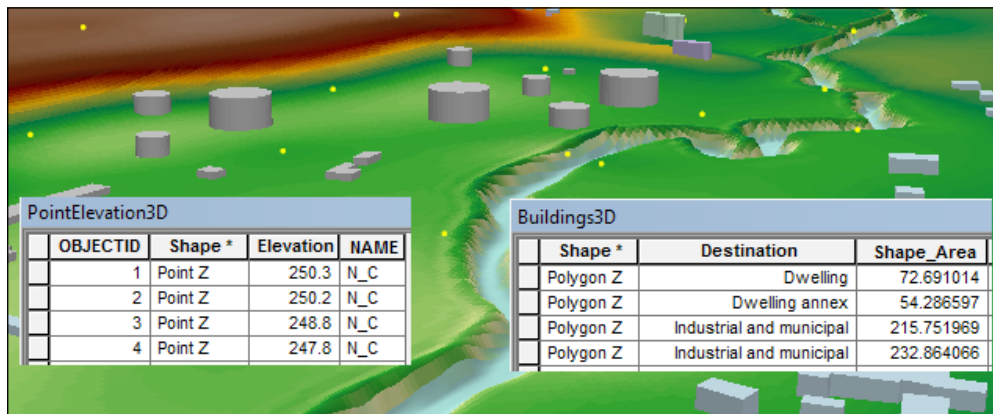 PointElevation3D
OBJECTID Shape * Elevation NAME
1 Point Z 250.3 N_C
2 Point Z 250.2 N_C
3 Point Z 248.8 N_C
4 Point Z 247.8 N_C
Buildings3D
Shape * Destination Shape_Area
Polygon Z Dwelling 72.691014
Polygon Z Dwelling annex 54.286597
Polygon Z Industrial and municipal 215.751969
Polygon Z Industrial and municipal 232.864066